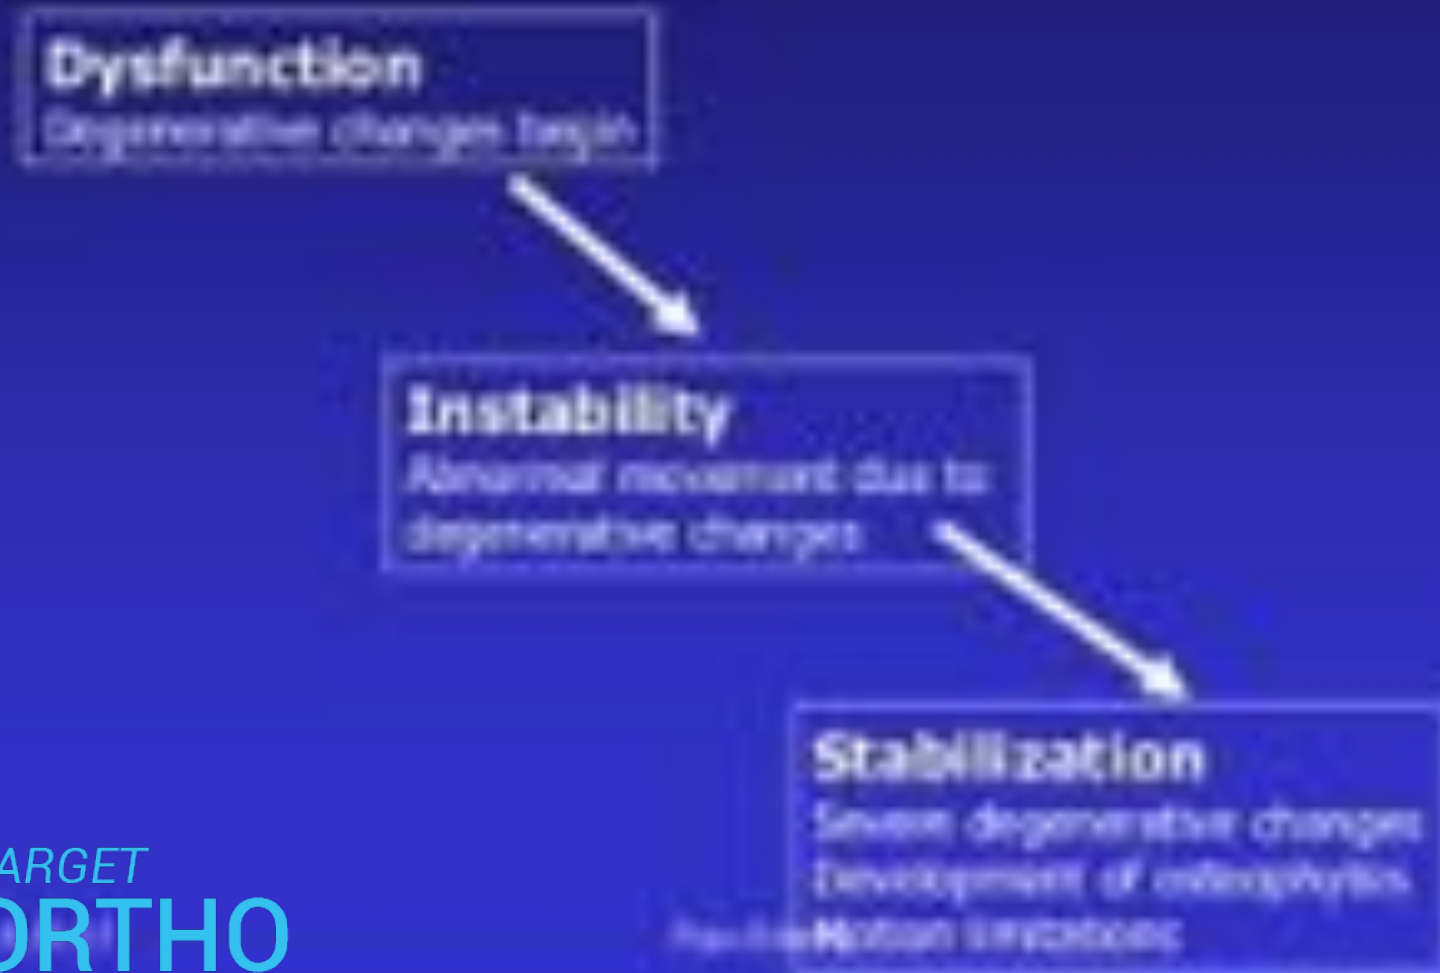 Dysfunction
Degenerative changes begin
Instability
Abnormal movement due to
degenerative changes
Stabilization
Severe degenerative changes
Development of osteophytes
Motion limitations
ARGET
ORTHO